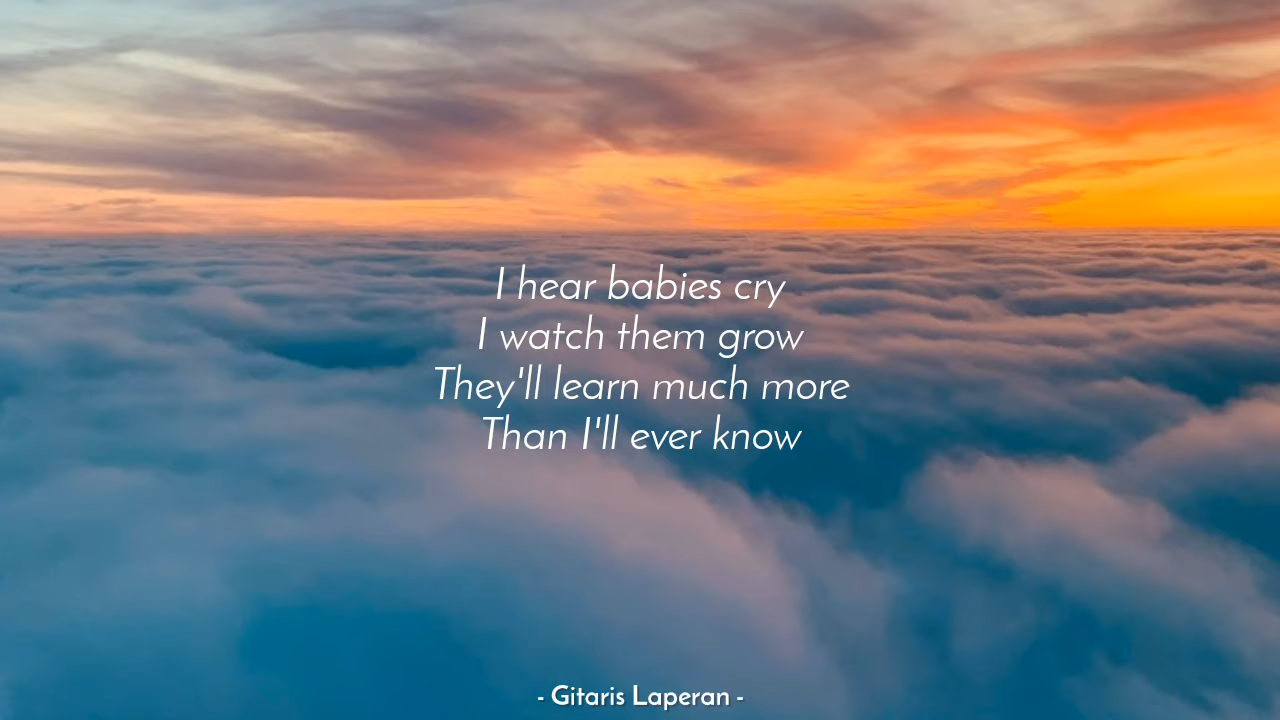 I hear babies cry
I watch them grow
They'll learn much more
Than I'll ever know
- Gitaris Laperan -